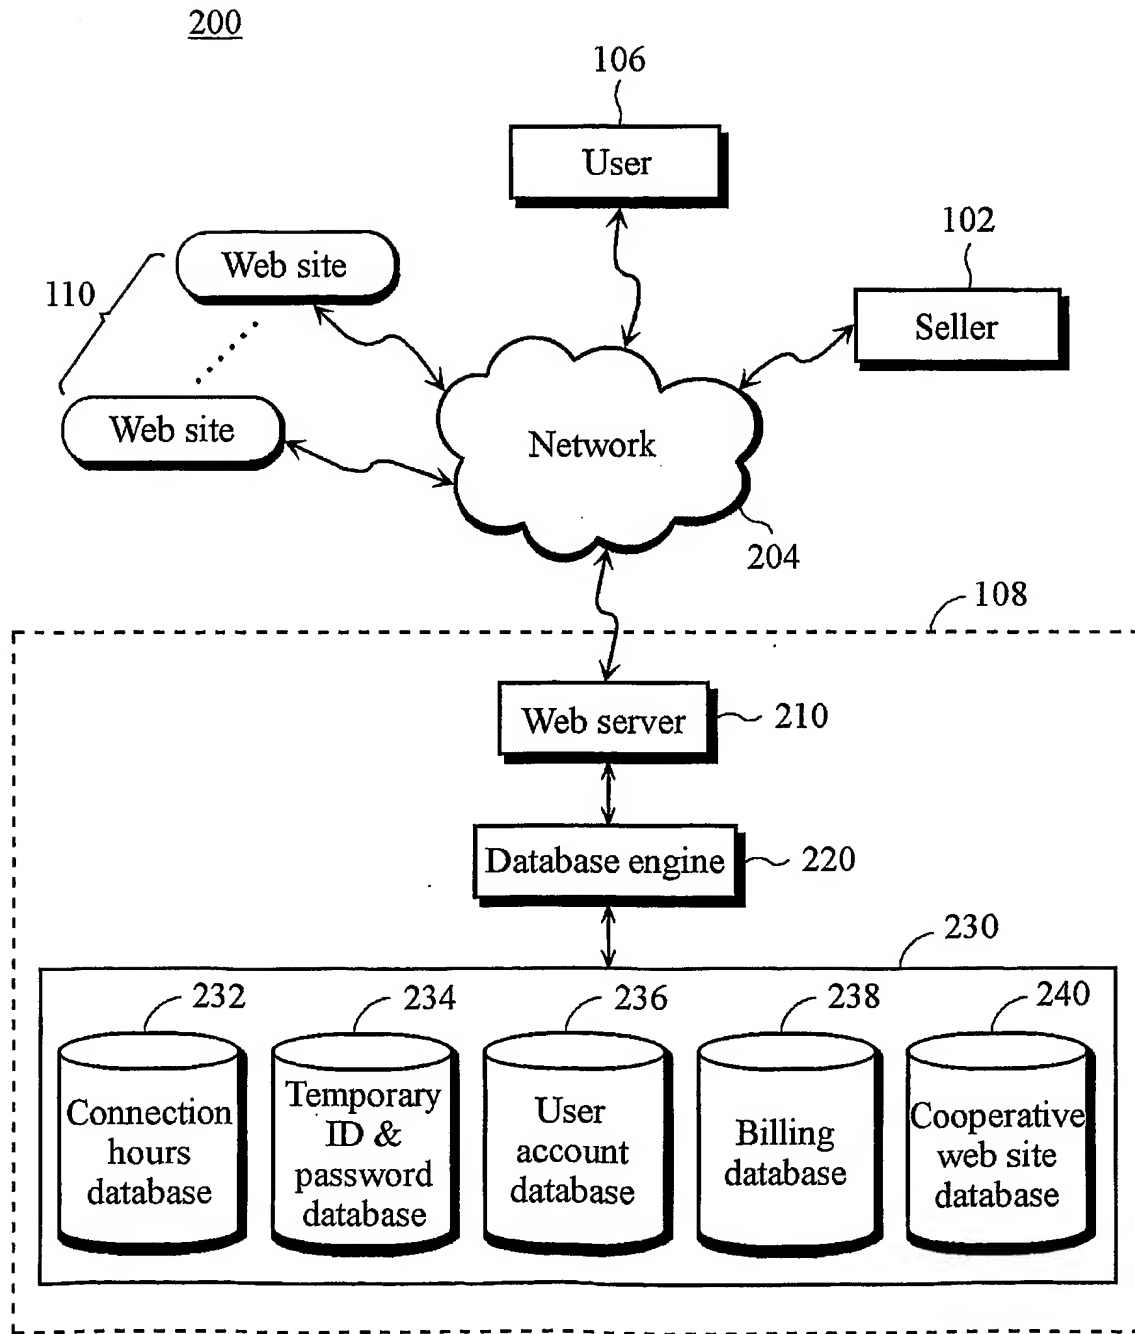 200
106
User
102
Seller
Web site
110
Web site
Network
204
108
Web server
210
Database engine
220
230
232
234
236
238
240
Connection
hours
database
Temporary
ID &
password
database
User
account
database
Billing
database
Cooperative
web site
database